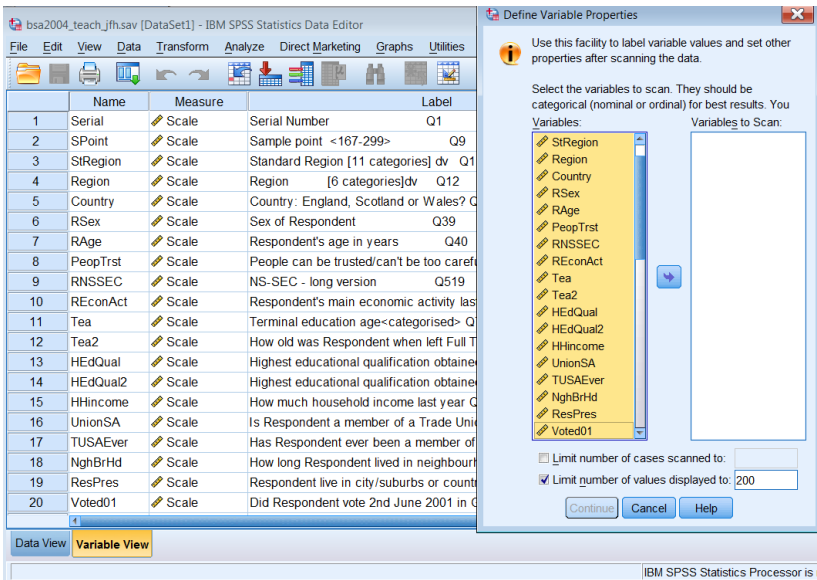 bsa2004_teach_jfh.sav [DataSet1] - IBM SPSS Statistics Data Editor
File Edit View Data Transform Analyze Direct Marketing Graphs Utilities
Name Measure Label
1 Serial Scale Serial Number Q1
2 SPoint Scale Sample point <167-299> Q9
3 StRegion Scale Standard Region [11 categories] dv Q1
4 Region Scale Region [6 categories]dv Q12
5 Country Scale Country: England, Scotland or Wales? Q
6 RSex Scale Sex of Respondent Q39
7 RAge Scale Respondent's age in years Q40
8 PeopTrst Scale People can be trusted/can't be too carefu
9 RNSSEC Scale NS-SEC - long version Q519
10 REconAct Scale Respondent's main economic activity las
11 Tea Scale Terminal education age<categorised> Q
12 Tea2 Scale How old was Respondent when left Full T
13 HEdQual Scale Highest educational qualification obtaine
14 HEdQual2 Scale Highest educational qualification obtaine
15 HHincome Scale How much household income last year Q
16 UnionSA Scale Is Respondent a member of a Trade Uni
17 TUSAEver Scale Has Respondent ever been a member of
18 NghBrHd Scale How long Respondent lived in neighbourh
19 ResPres Scale Respondent live in city/suburbs or countr
20 Voted01 Scale Did Respondent vote 2nd June 2001 in G
Data View Variable View
IBM SPSS Statistics Processor is
Define Variable Properties
Use this facility to label variable values and set other
properties after scanning the data.
Select the variables to scan. They should be
categorical (nominal or ordinal) for best results. You
Variables: Variables to Scan:
StRegion
Region
Country
RSex
RAge
PeopTrst
RNSSEC
REconAct
Tea
Tea2
HEdQual
HEdQual2
HHincome
UnionSA
TUSAEver
NghBrHd
ResPres
Voted01
Limit number of cases scanned to:
Limit number of values displayed to: 200
Continue Cancel Help